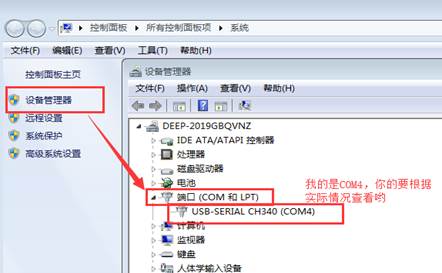 控制面板 ▸ 所有控制面板项 ▸ 系统
文件(F) 编辑(E) 查看(V) 工具(T) 帮助(H)
控制面板主页
设备管理器
远程设置
系统保护
高级系统设置
设备管理器
文件(F) 操作(A) 查看(V) 帮助(H)
DEEP-2019GBQVNZ
IDE ATA/ATAPI 控制器
处理器
磁盘驱动器
电池
端口 (COM 和 LPT)
USB-SERIAL CH340 (COM4)
计算机
监视器
键盘
人体学输入设备
我的是COM4，你的要根据
实际情况查看哟